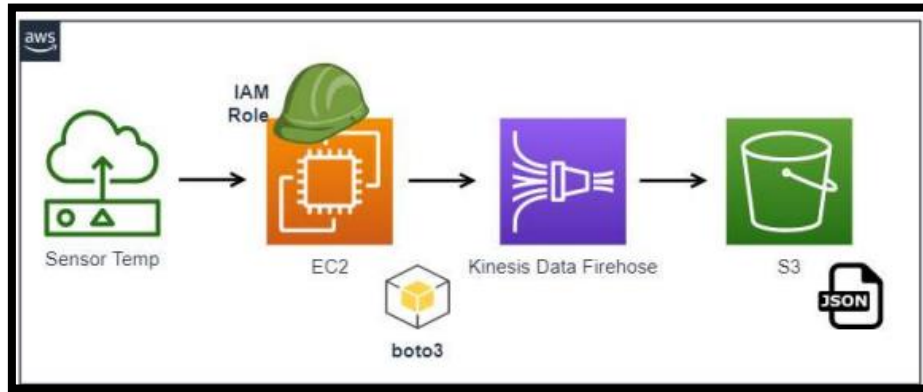 aws
IAM
Role
Sensor Temp
EC2
Kinesis Data Firehose
S3
JSON
boto3